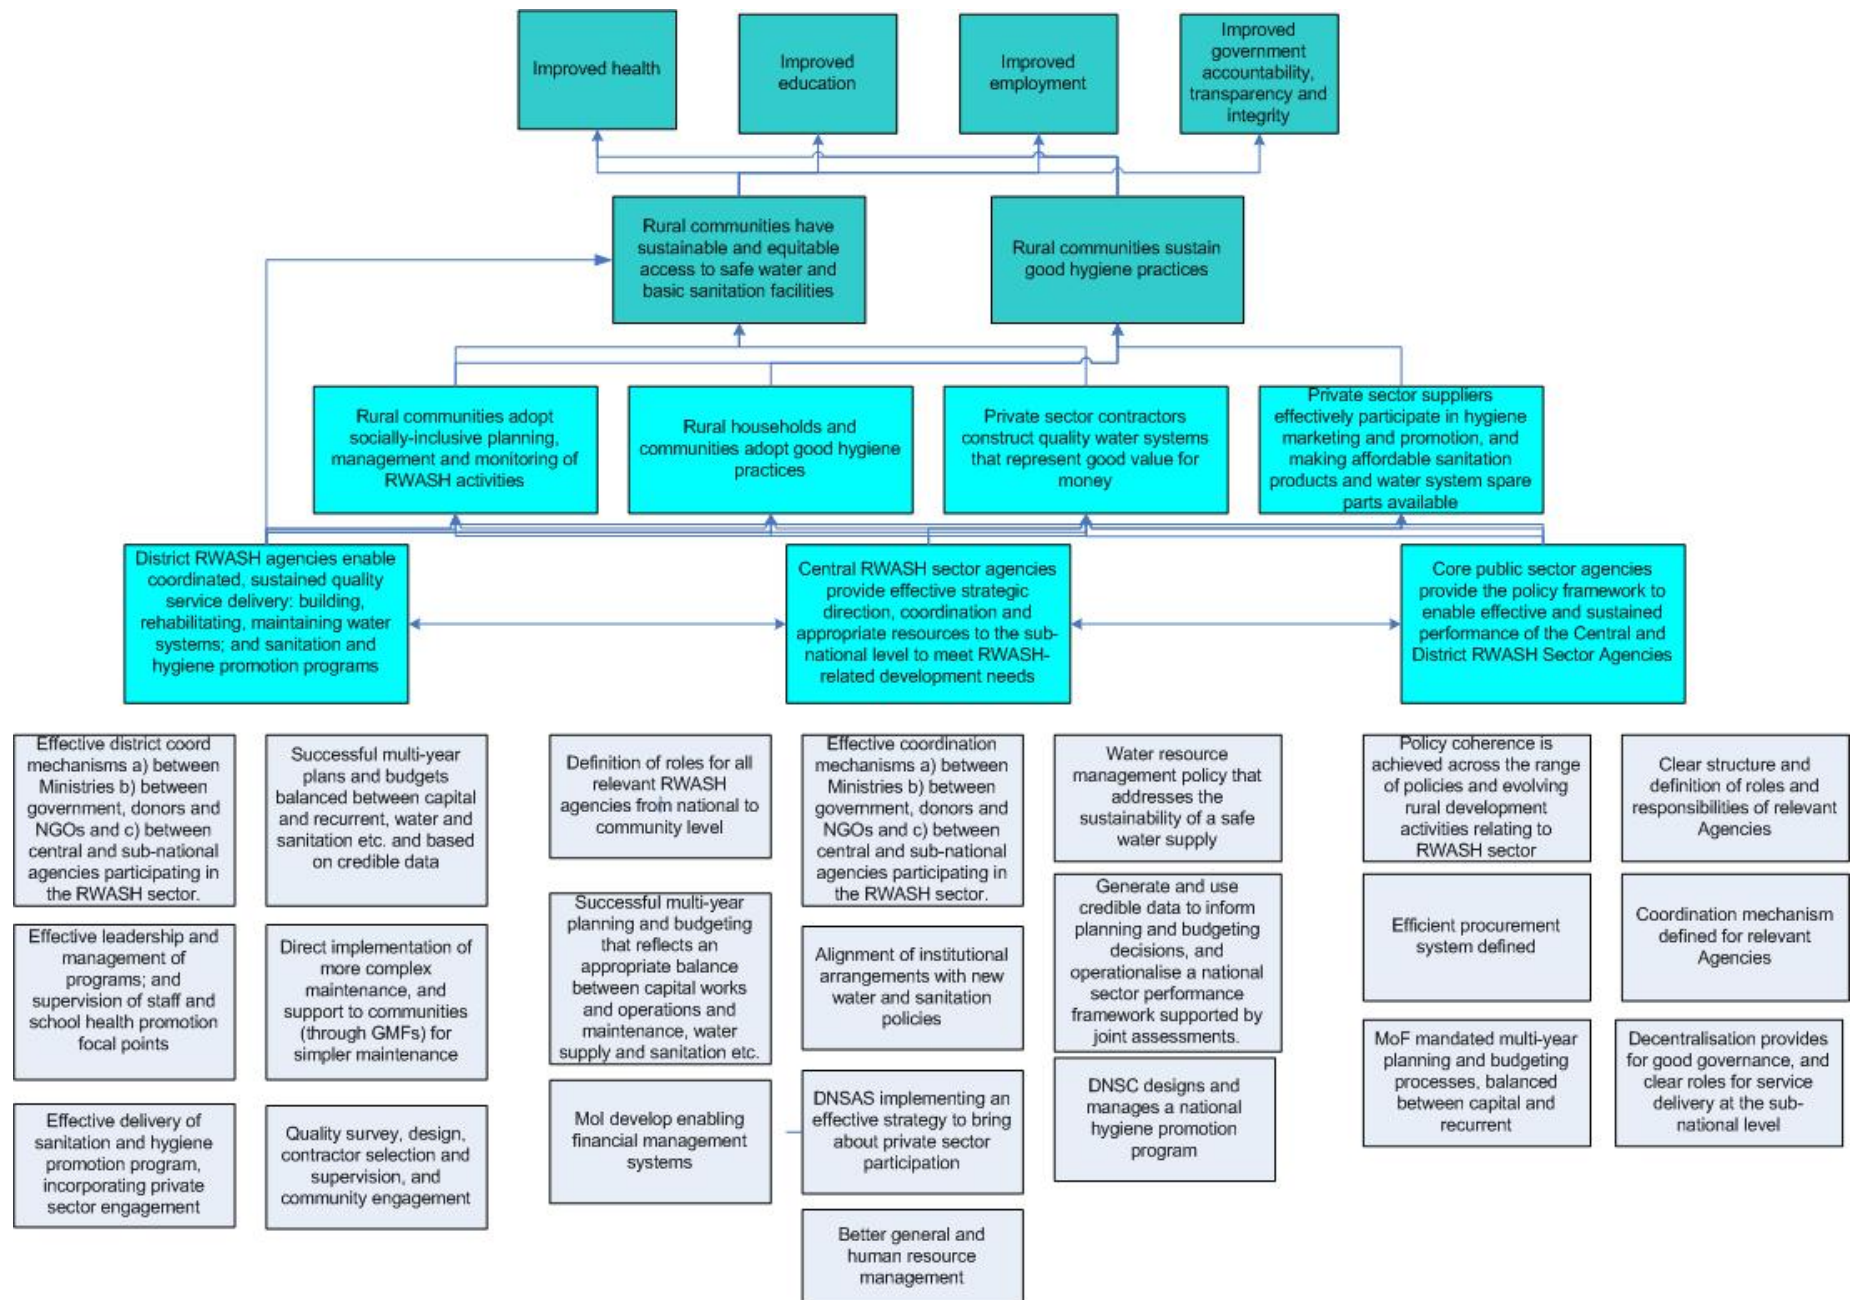 Improved health
Improved
education
Improved
employment
Improved
government
accountability,
transparency and
integrity
Rural communities have
sustainable and equitable
access to safe water and
basic sanitation facilities
Rural communities sustain
good hygiene practices
Rural communities adopt
socially-inclusive planning,
management and monitoring of
RWASH activities
Rural households and
communities adopt good hygiene
practices
Private sector contractors
construct quality water systems
that represent good value for
money
Private sector suppliers
effectively participate in hygiene
marketing and promotion, and
making affordable sanitation
products and water system spare
parts available
District RWASH agencies enable
coordinated, sustained quality
service delivery: building,
rehabilitating, maintaining water
systems; and sanitation and
hygiene promotion programs
Central RWASH sector agencies
provide effective strategic
direction, coordination and
appropriate resources to the sub-
national level to meet RWASH-
related development needs
Core public sector agencies
provide the policy framework to
enable effective and sustained
performance of the Central and
District RWASH Sector Agencies
Effective district coord
mechanisms a) between
Ministries b) between
government, donors and
NGOs and c) between
central and sub-national
agencies participating in
the RWASH sector.
Successful multi-year
plans and budgets
balanced between capital
and recurrent, water and
sanitation etc. and based
on credible data
Effective leadership and
management of
programs; and
supervision of staff and
school health promotion
focal points
Direct implementation of
more complex
maintenance, and
support to communities
(through GMFs) for
simpler maintenance
Effective delivery of
sanitation and hygiene
promotion program,
incorporating private
sector engagement
Quality survey, design,
contractor selection and
supervision, and
community engagement
Definition of roles for all
relevant RWASH
agencies from national to
community level
Effective coordination
mechanisms a) between
Ministries b) between
government, donors and
NGOs and c) between
central and sub-national
agencies participating in
the RWASH sector.
Water resource
management policy that
addresses the
sustainability of a safe
water supply
Successful multi-year
planning and budgeting
that reflects an
appropriate balance
between capital works
and operations and
maintenance, water
supply and sanitation etc.
Alignment of institutional
arrangements with new
water and sanitation
policies
Generate and use
credible data to inform
planning and budgeting
decisions, and
operationalise a national
sector performance
framework supported by
joint assessments.
MoI develop enabling
financial management
systems
DNSAS implementing an
effective strategy to bring
about private sector
participation
DNSC designs and
manages a national
hygiene promotion
program
Better general and
human resource
management
Policy coherence is
achieved across the range
of policies and evolving
rural development
activities relating to
RWASH sector
Clear structure and
definition of roles and
responsibilities of relevant
Agencies
Efficient procurement
system defined
Coordination mechanism
defined for relevant
Agencies
MoF mandated multi-year
planning and budgeting
processes, balanced
between capital and
recurrent
Decentralisation provides
for good governance, and
clear roles for service
delivery at the sub-
national level